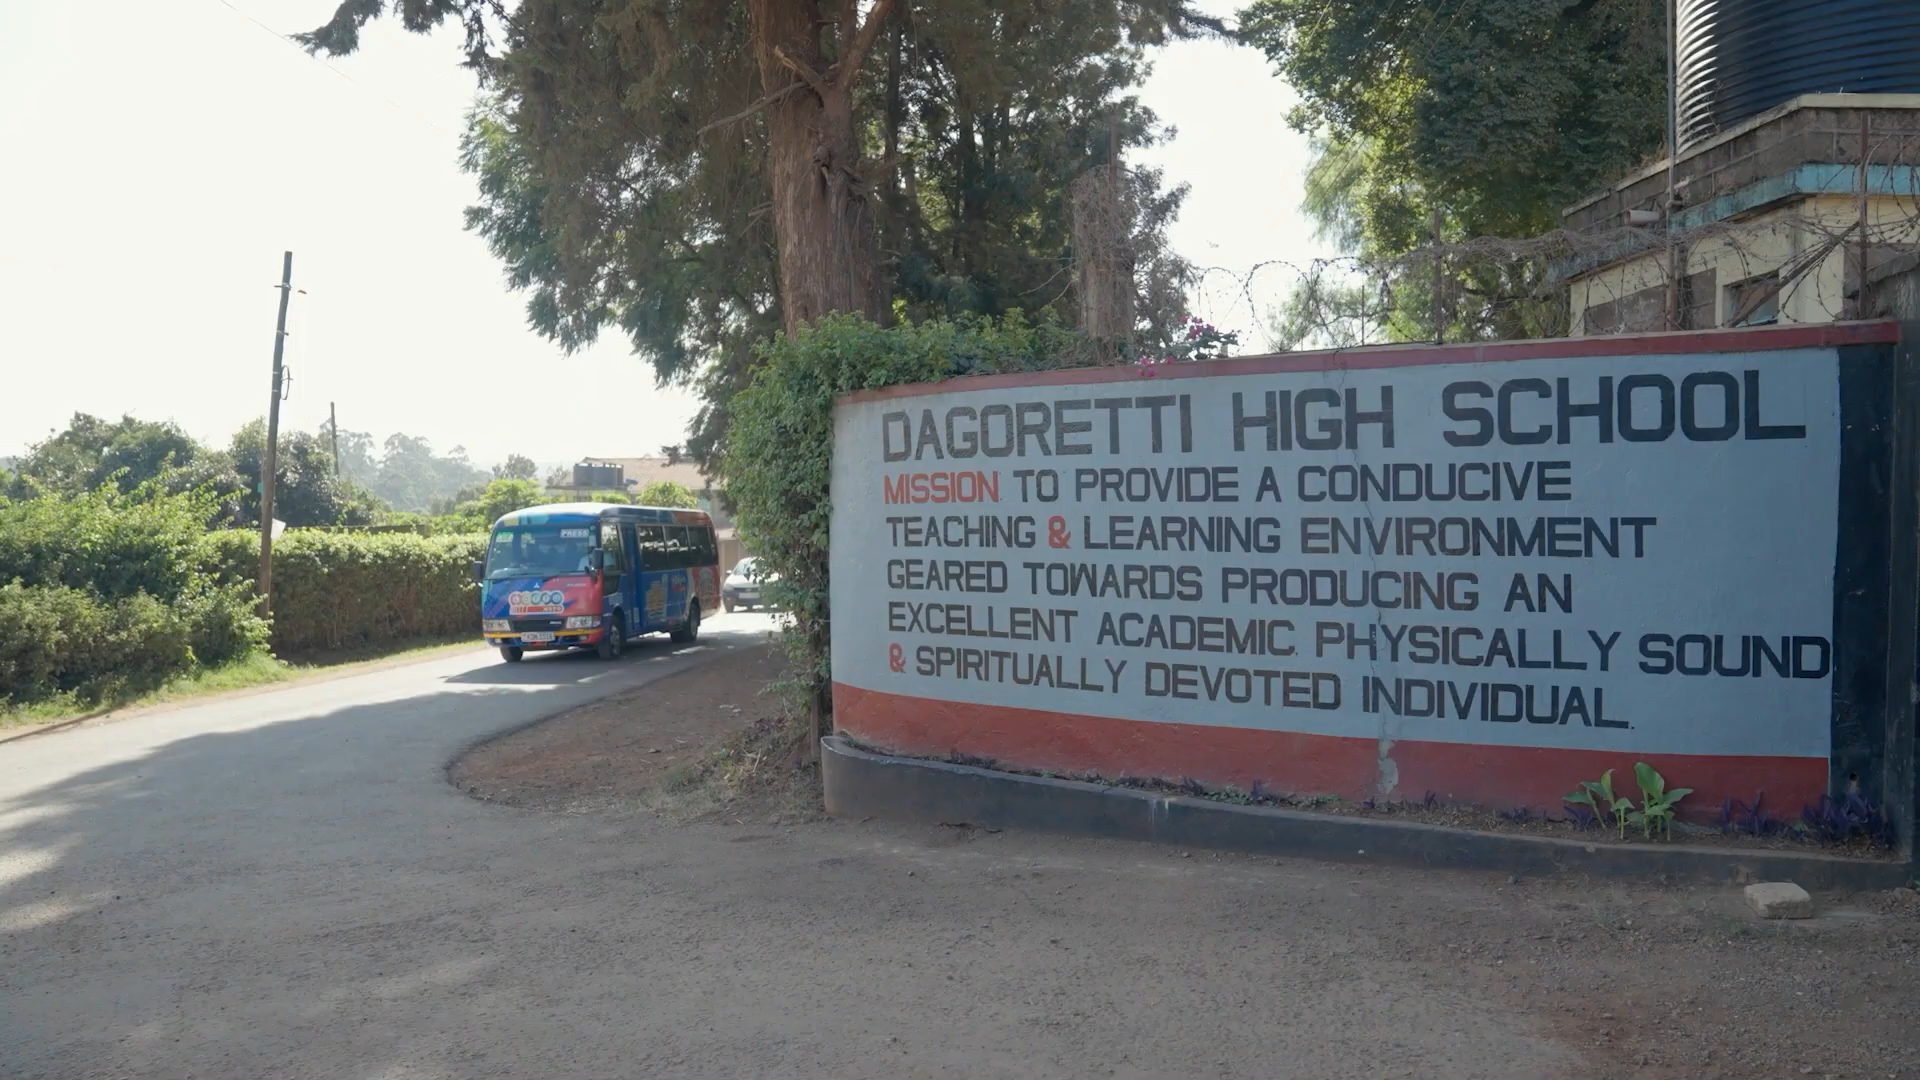 DAGORETTI HIGH SCHOOL
MISSION. TO PROVIDE A CONDUCIVE
TEACHING & LEARNING ENVIRONMENT
GEARED TOWARDS PRODUCING AN
EXCELLENT ACADEMIC, PHYSICALLY SOUND
& SPIRITUALLY DEVOTED INDIVIDUAL.
PRESS